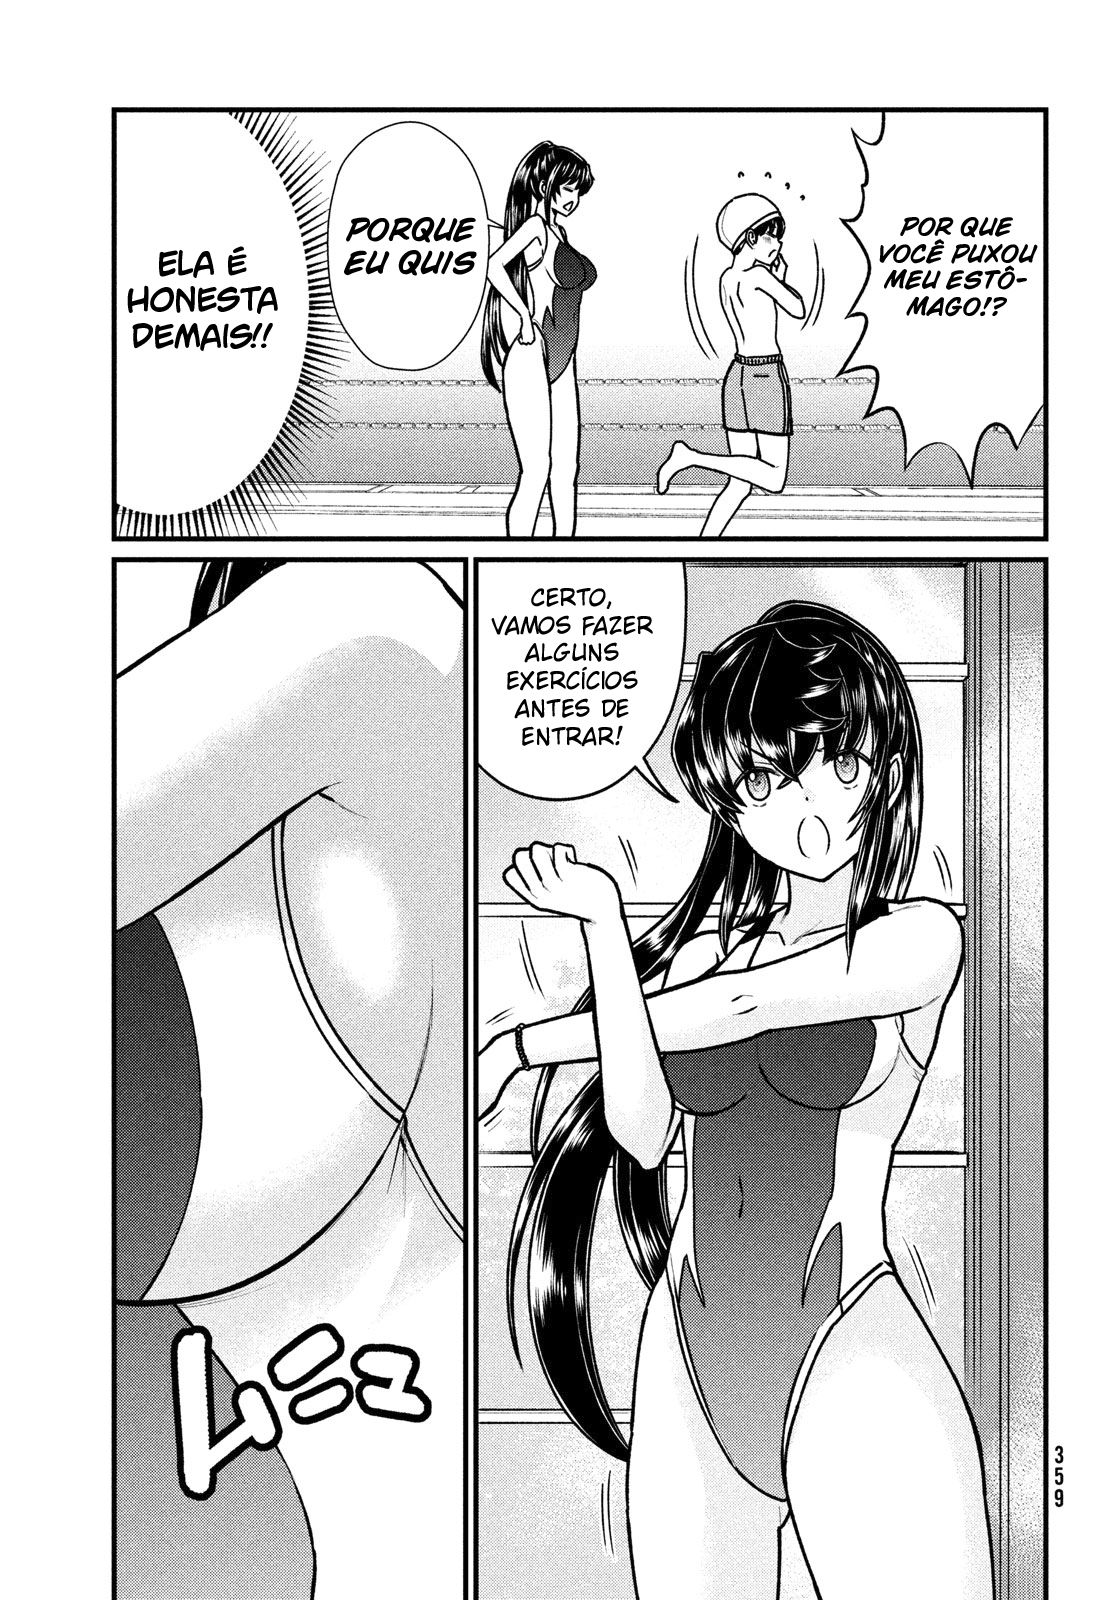 POR QUE
VOCÊ PUXOU
MEU ESTÔ-
MAGO!?
PORQUE
EU QUIS
ELA É
HONESTA
DEMAIS!!
CERTO,
VAMOS FAZER
ALGUNS
EXERCÍCIOS
ANTES DE
ENTRAR!
ムニュ
359